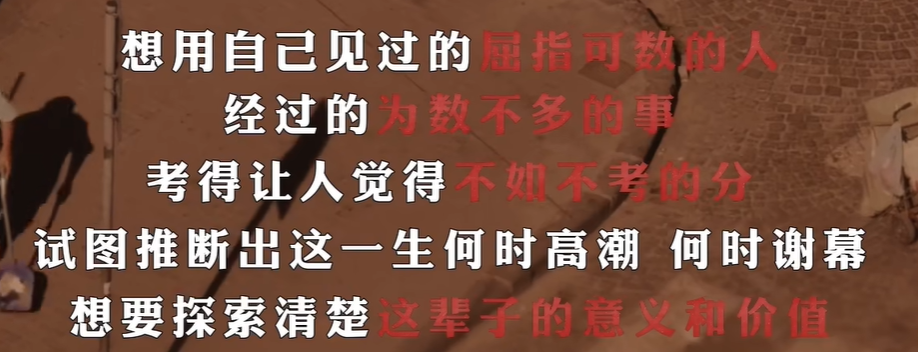 想用自己见过的屈指可数的人
经过的为数不多的事
考得让人觉得不如不考的分
试图推断出这一生何时高潮 何时谢幕
想要探索清楚这辈子的意义和价值